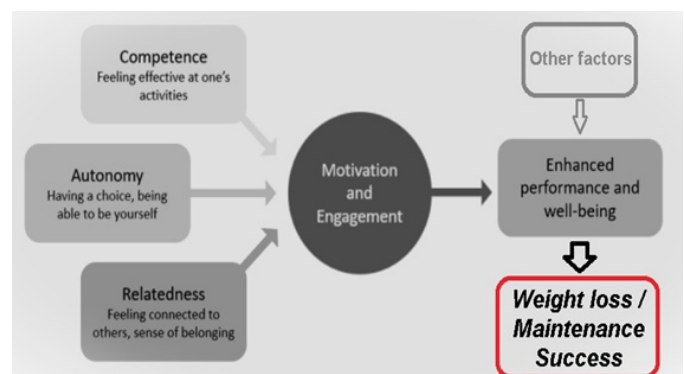 Competence
Feeling effective at one's
activities
Autonomy
Having a choice, being
able to be yourself
Relatedness
Feeling connected to
others, sense of belonging
Motivation
and
Engagement
Other factors
Enhanced
performance and
well-being
Weight loss /
Maintenance
Success